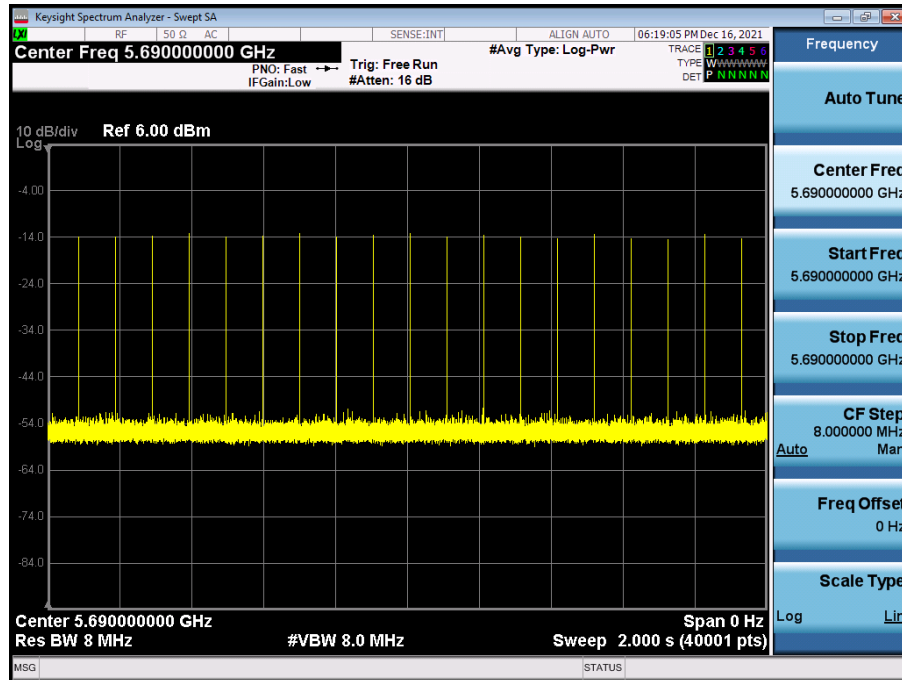 Keysight Spectrum Analyzer - Swept SA
LXI RF 50 Ω AC SENSE:INT ALIGN AUTO 06:19:05 PM Dec 16, 2021
Center Freq 5.690000000 GHz #Avg Type: Log-Pwr TRACE 1 2 3 4 5 6
PNO: Fast Trig: Free Run TYPE WWWWWW
IFGain:Low #Atten: 16 dB DET P N N N N N
10 dB/div Ref 6.00 dBm
Log
-4.00
-14.0
-24.0
-34.0
-44.0
-54.0
-64.0
-74.0
-84.0
Center 5.690000000 GHz Span 0 Hz
Res BW 8 MHz #VBW 8.0 MHz Sweep 2.000 s (40001 pts)
MSG STATUS
Frequency
Auto Tune
Center Freq
5.690000000 GHz
Start Freq
5.690000000 GHz
Stop Freq
5.690000000 GHz
CF Step
8.000000 MHz
Auto Man
Freq Offset
0 Hz
Scale Type
Log Lin